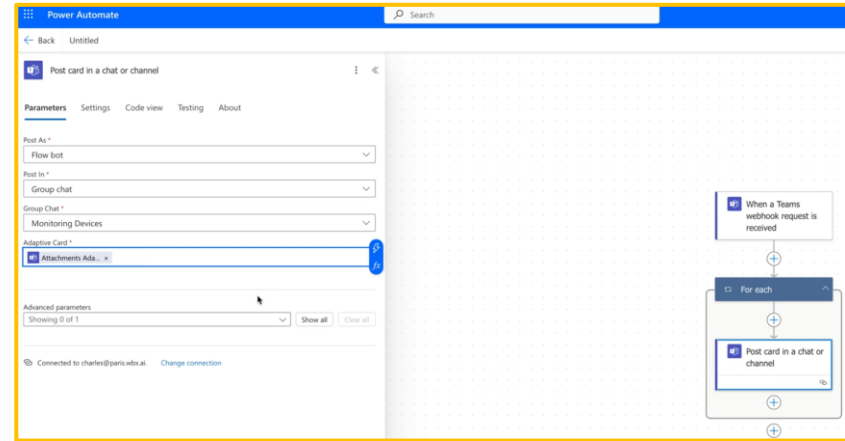 Power Automate
Search
Back Untitled
Post card in a chat or channel
Parameters Settings Code view Testing About
Post As *
Flow bot
Post In *
Group chat
Group Chat *
Monitoring Devices
Adaptive Card *
Attachments Ada... ×
fx
Advanced parameters
Showing 0 of 1 Show all Clear all
Connected to charles@paris.wbx.ai. Change connection
When a Teams
webhook request is
received
For each
Post card in a chat or
channel